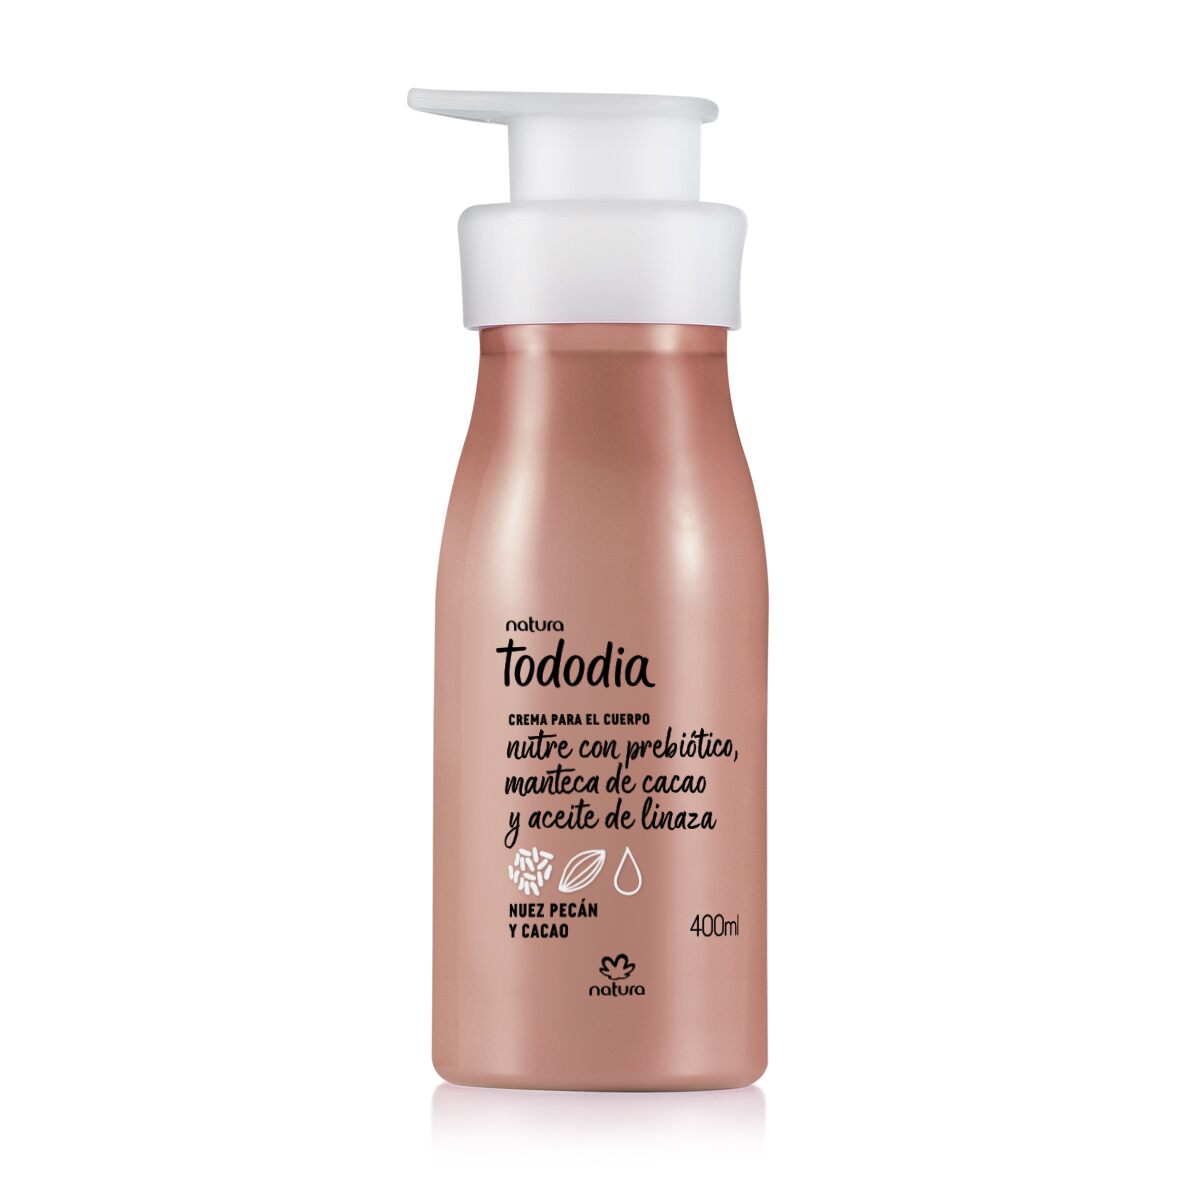 natura
tododia
CREMA PARA EL CUERPO
nutre con prebiótico,
manteca de cacao
y aceite de linaza
NUEZ PECÁN
Y CACAO
400ml
natura